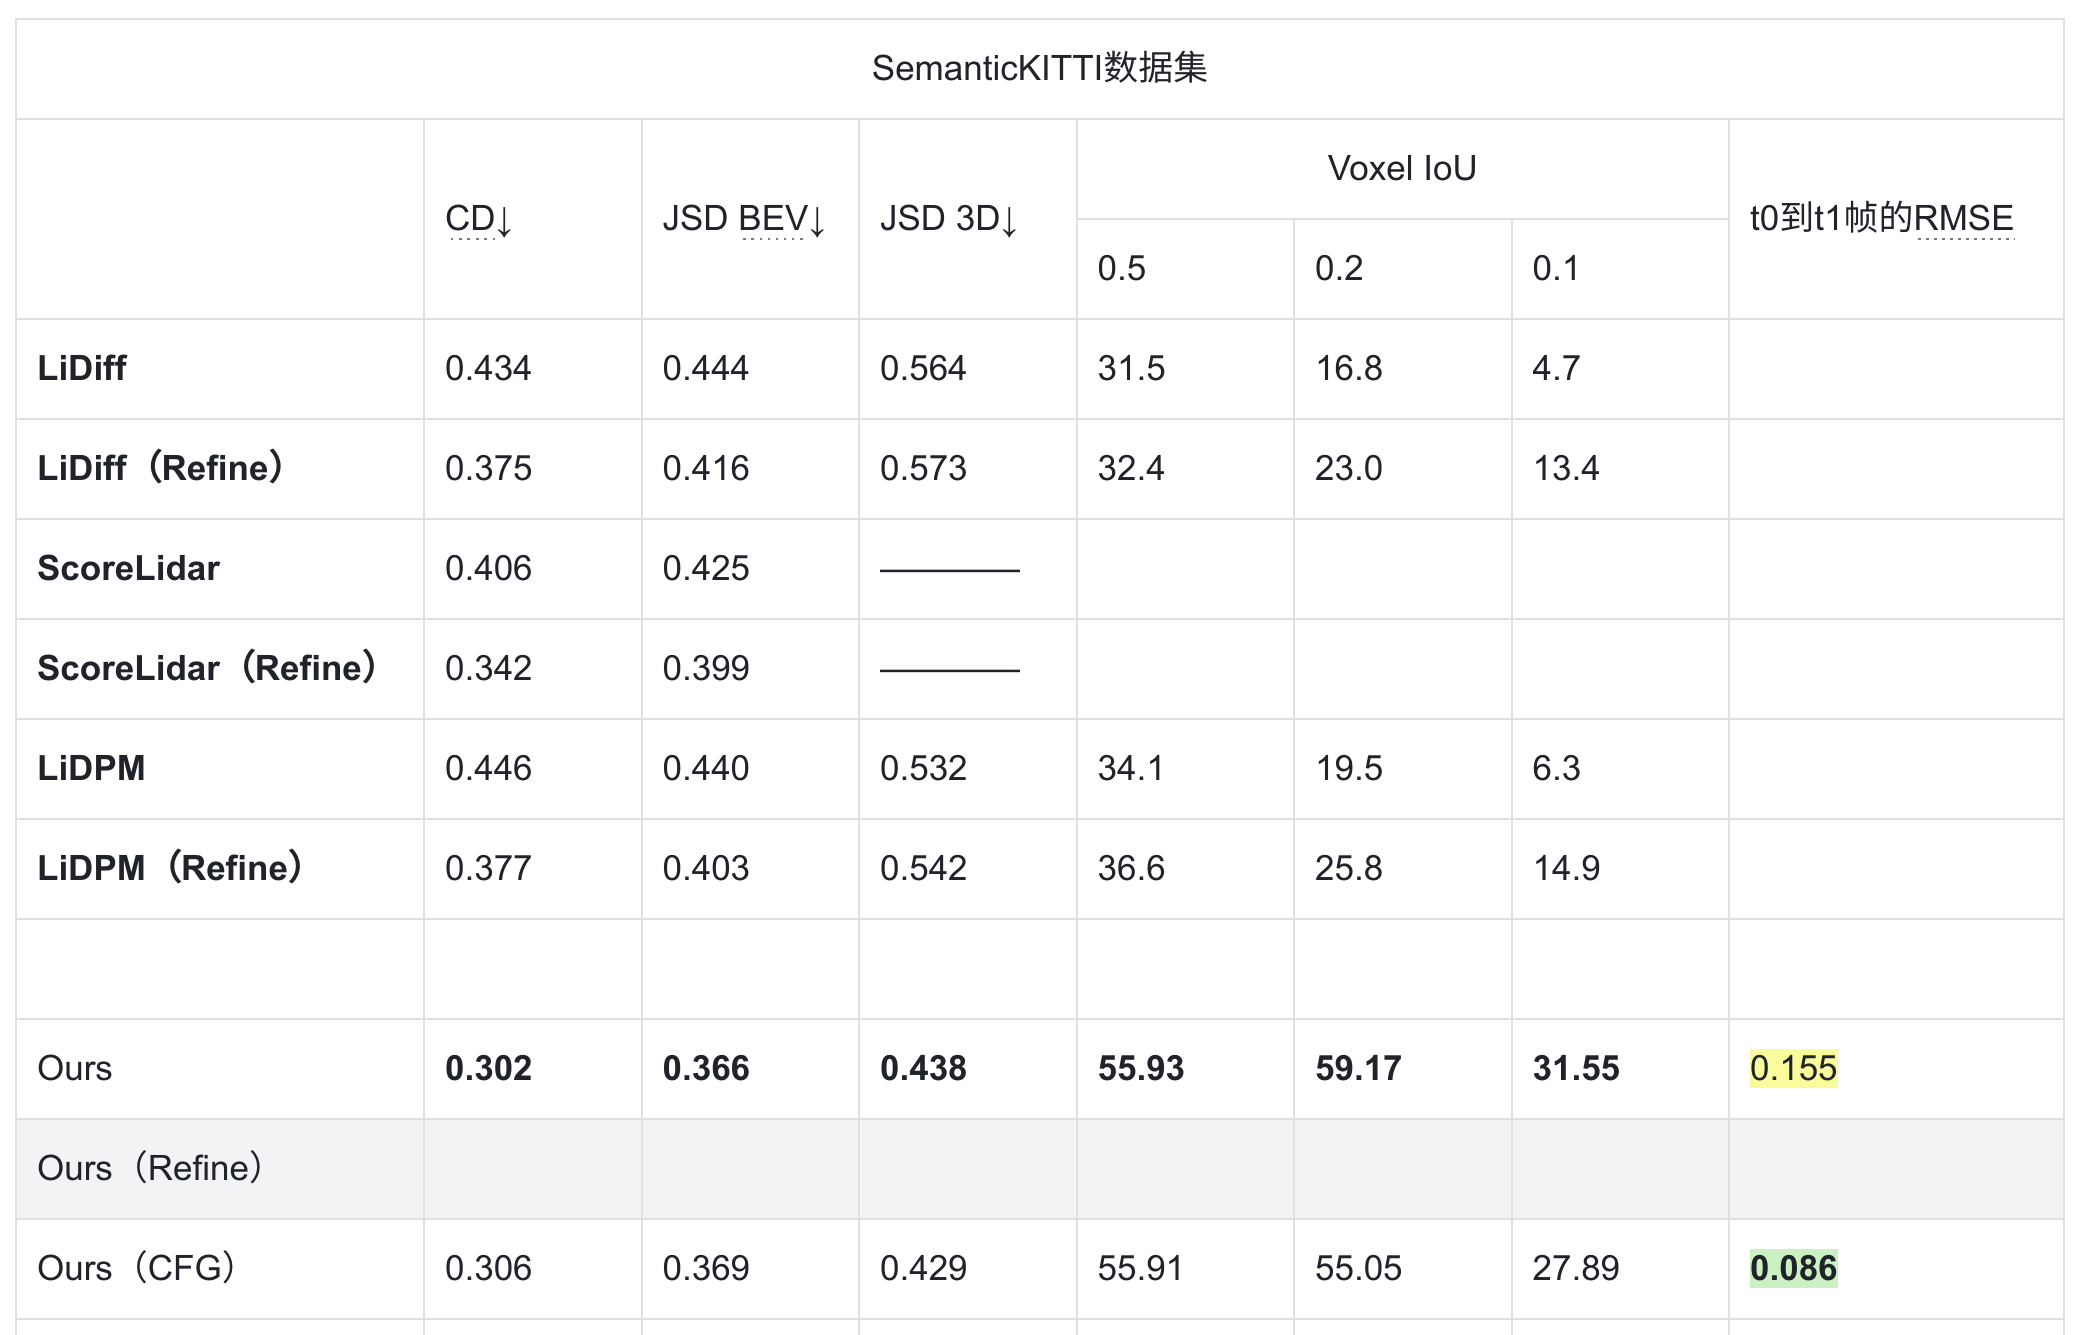 SemanticKITTI数据集
CD↓ JSD BEV↓ JSD 3D↓ Voxel IoU t0到t1帧的RMSE
0.5 0.2 0.1
LiDiff 0.434 0.444 0.564 31.5 16.8 4.7
LiDiff（Refine） 0.375 0.416 0.573 32.4 23.0 13.4
ScoreLidar 0.406 0.425 ————
ScoreLidar（Refine） 0.342 0.399 ————
LiDPM 0.446 0.440 0.532 34.1 19.5 6.3
LiDPM（Refine） 0.377 0.403 0.542 36.6 25.8 14.9
Ours 0.302 0.366 0.438 55.93 59.17 31.55 0.155
Ours（Refine）
Ours（CFG） 0.306 0.369 0.429 55.91 55.05 27.89 0.086